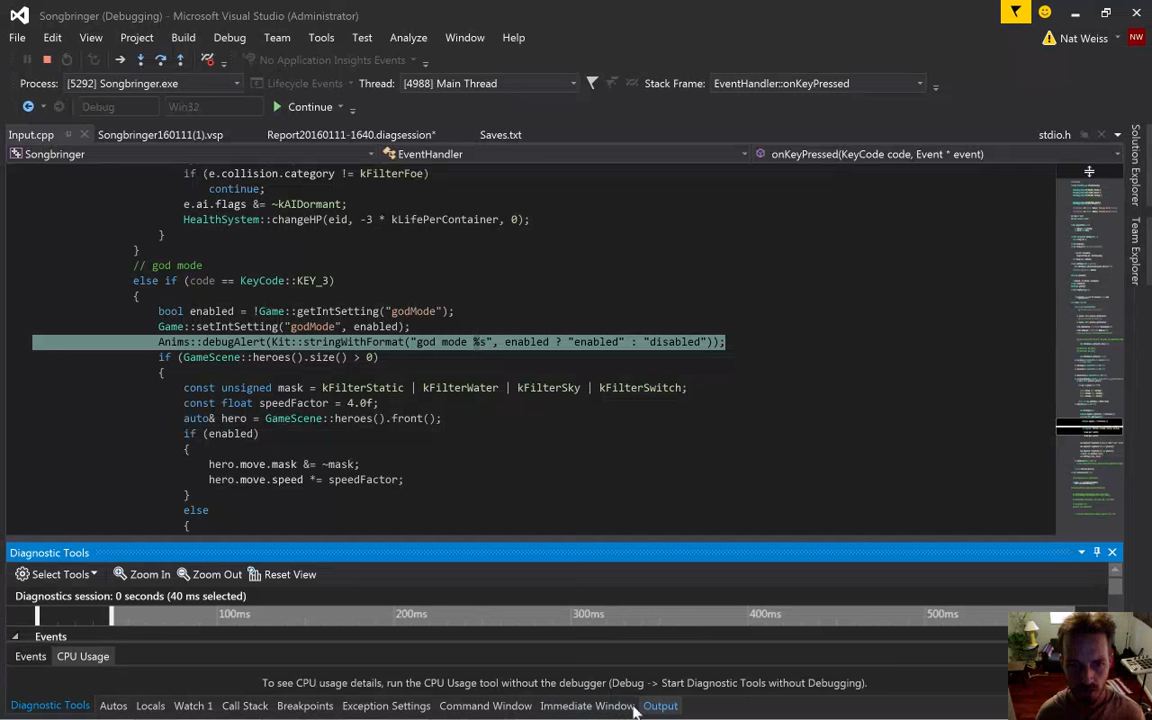 Songbringer (Debugging) - Microsoft Visual Studio (Administrator)
File Edit View Project Build Debug Team Tools Test Analyze Window Help
Nat Weiss NW
No Application Insights Events
Process: [5292] Songbringer.exe Lifecycle Events Thread: [4988] Main Thread Stack Frame: EventHandler::onKeyPressed
Debug Win32 Continue
Input.cpp Songbringer160111(1).vsp Report20160111-1640.diagsession* Saves.txt stdio.h
Songbringer EventHandler onKeyPressed(KeyCode code, Event * event)
if (e.collision.category != kFilterFoe)
continue;
e.ai.flags &= ~kAIDormant;
HealthSystem::changeHP(eid, -3 * kLifePerContainer, 0);
}
}
// god mode
else if (code == KeyCode::KEY_3)
{
bool enabled = !Game::getIntSetting("godMode");
Game::setIntSetting("godMode", enabled);
Anims::debugAlert(Kit::stringWithFormat("god mode %s", enabled ? "enabled" : "disabled"));
if (GameScene::heroes().size() > 0)
{
const unsigned mask = kFilterStatic | kFilterWater | kFilterSky | kFilterSwitch;
const float speedFactor = 4.0f;
auto& hero = GameScene::heroes().front();
if (enabled)
{
hero.move.mask &= ~mask;
hero.move.speed *= speedFactor;
}
else
{
Solution Explorer
Team Explorer
Diagnostic Tools
Select Tools Zoom In Zoom Out Reset View
Diagnostics session: 0 seconds (40 ms selected)
100ms 200ms 300ms 400ms 500ms
Events
Events CPU Usage
To see CPU usage details, run the CPU Usage tool without the debugger (Debug -> Start Diagnostic Tools without Debugging).
Diagnostic Tools Autos Locals Watch 1 Call Stack Breakpoints Exception Settings Command Window Immediate Window Output